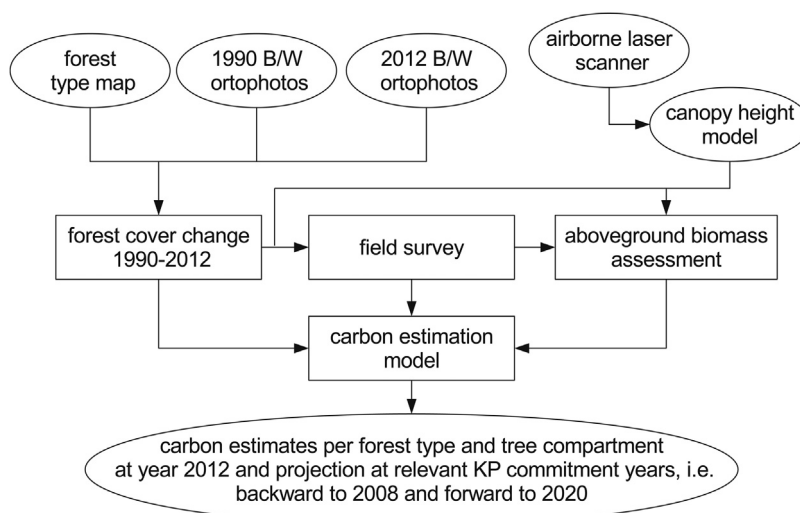 forest
type map
1990 B/W
ortophotos
2012 B/W
ortophotos
airborne laser
scanner
canopy height
model
forest cover change
1990-2012
field survey
aboveground biomass
assessment
carbon estimation
model
carbon estimates per forest type and tree compartment
at year 2012 and projection at relevant KP commitment years, i.e.
backward to 2008 and forward to 2020